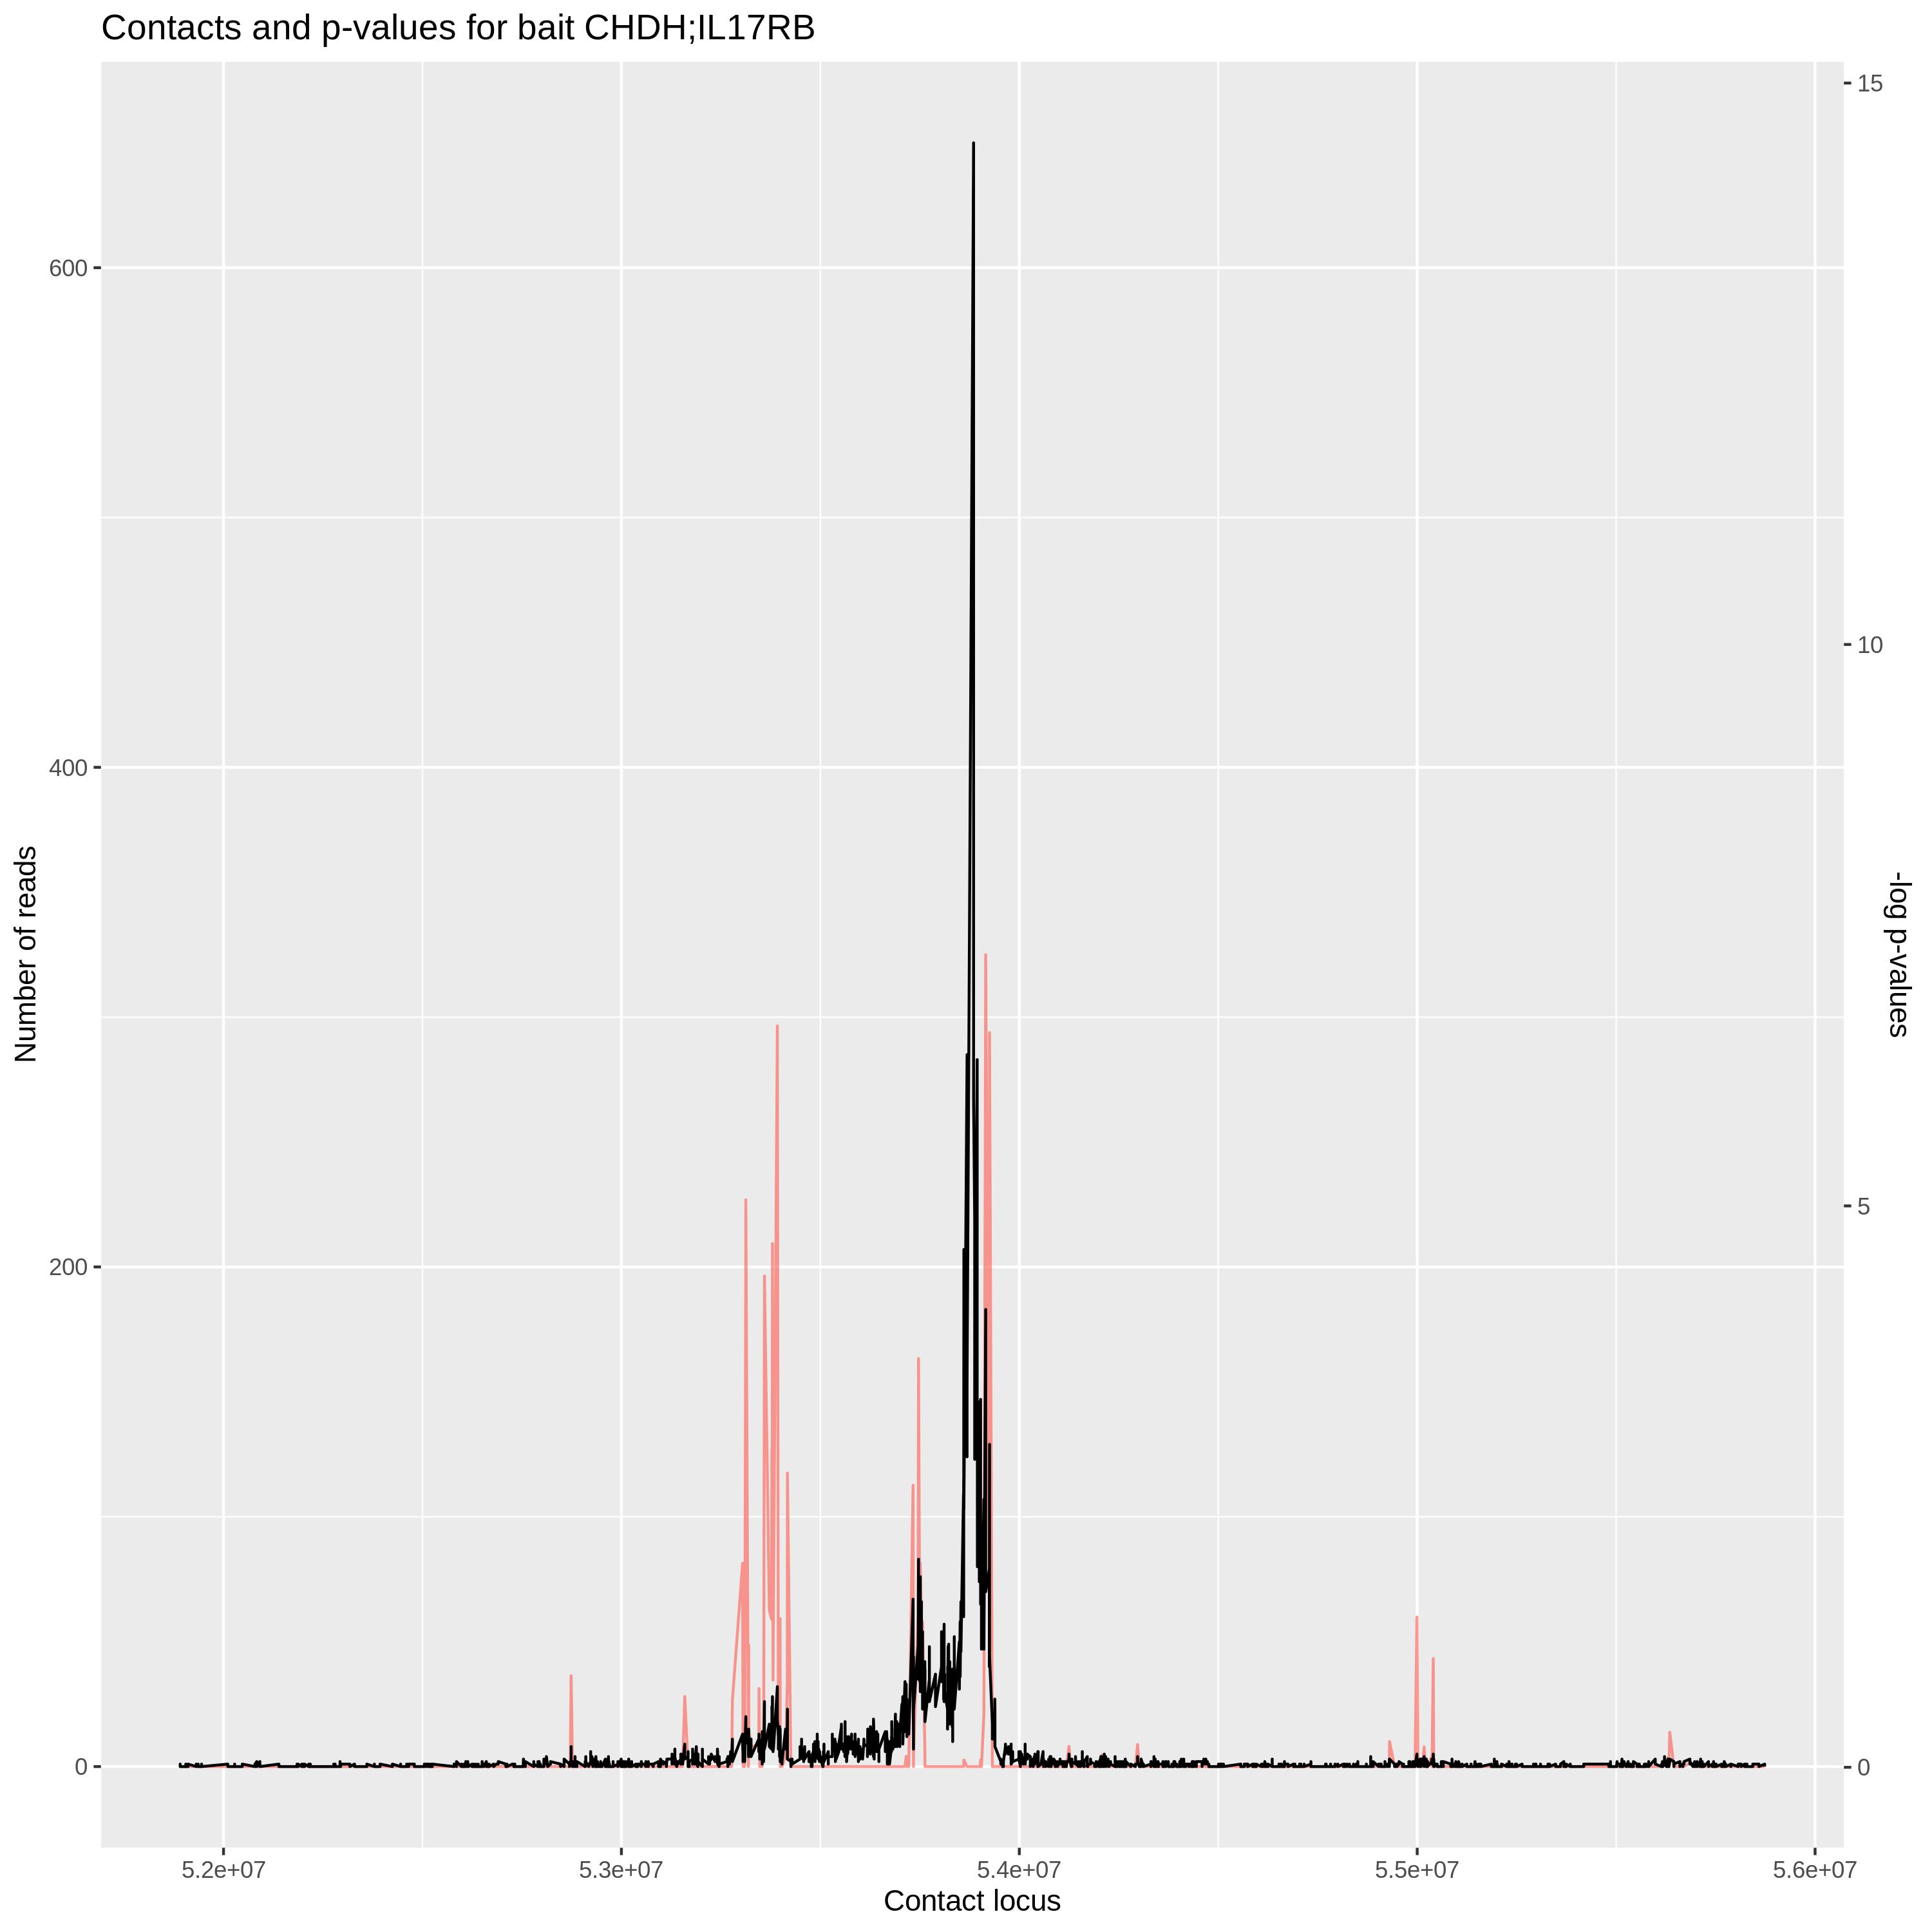 Contacts and p-values for bait CHDH;IL17RB
15
600
10
400
Number of reads
-log p-values
5
200
0
0
5.2e+07
5.3e+07
5.4e+07
5.5e+07
5.6e+07
Contact locus